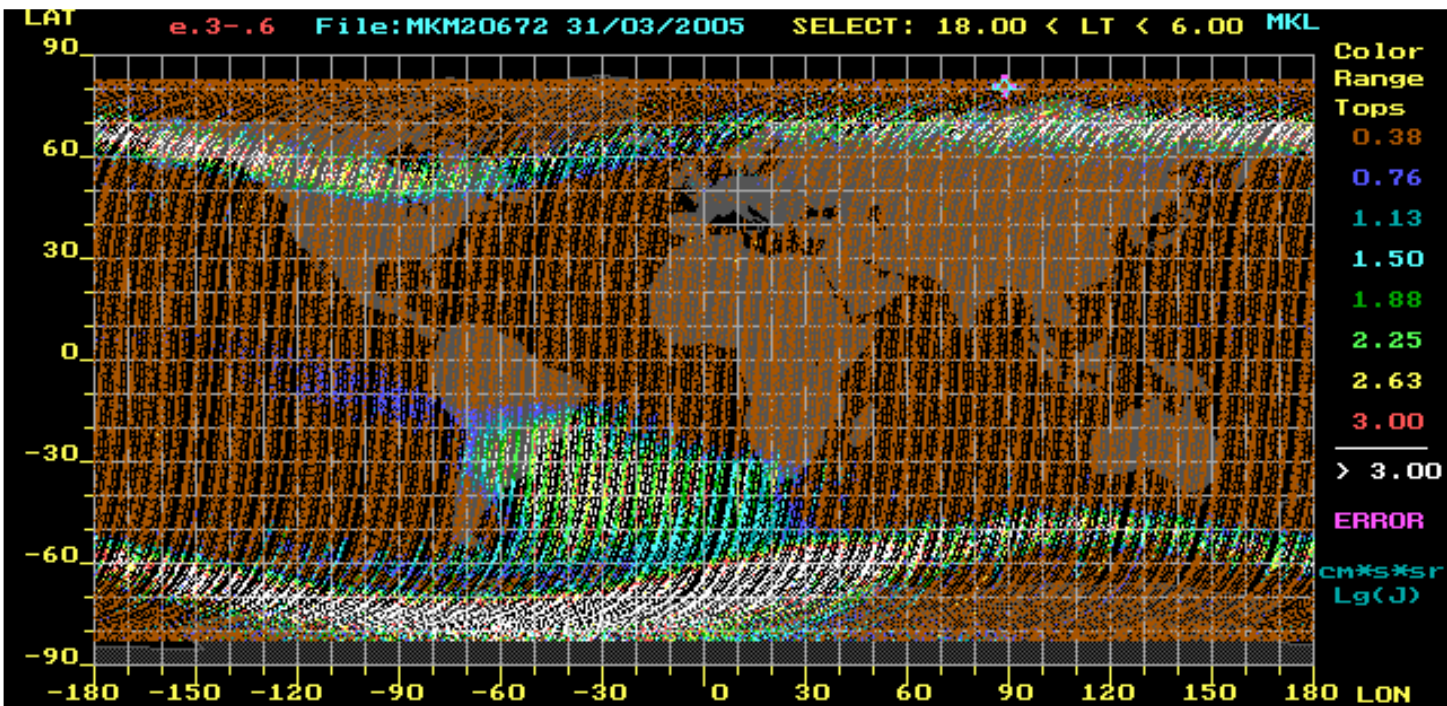 LAT e.3-.6 File:MKM20672 31/03/2005 SELECT: 18.00 < LT < 6.00 MKL
90
60
30
0
-30
-60
-90
-180 -150 -120 -90 -60 -30 0 30 60 90 120 150 180 LON
Color
Range
Tops
0.38
0.76
1.13
1.50
1.88
2.25
2.63
3.00
> 3.00
ERROR
cm*s*sr
Lg(J)